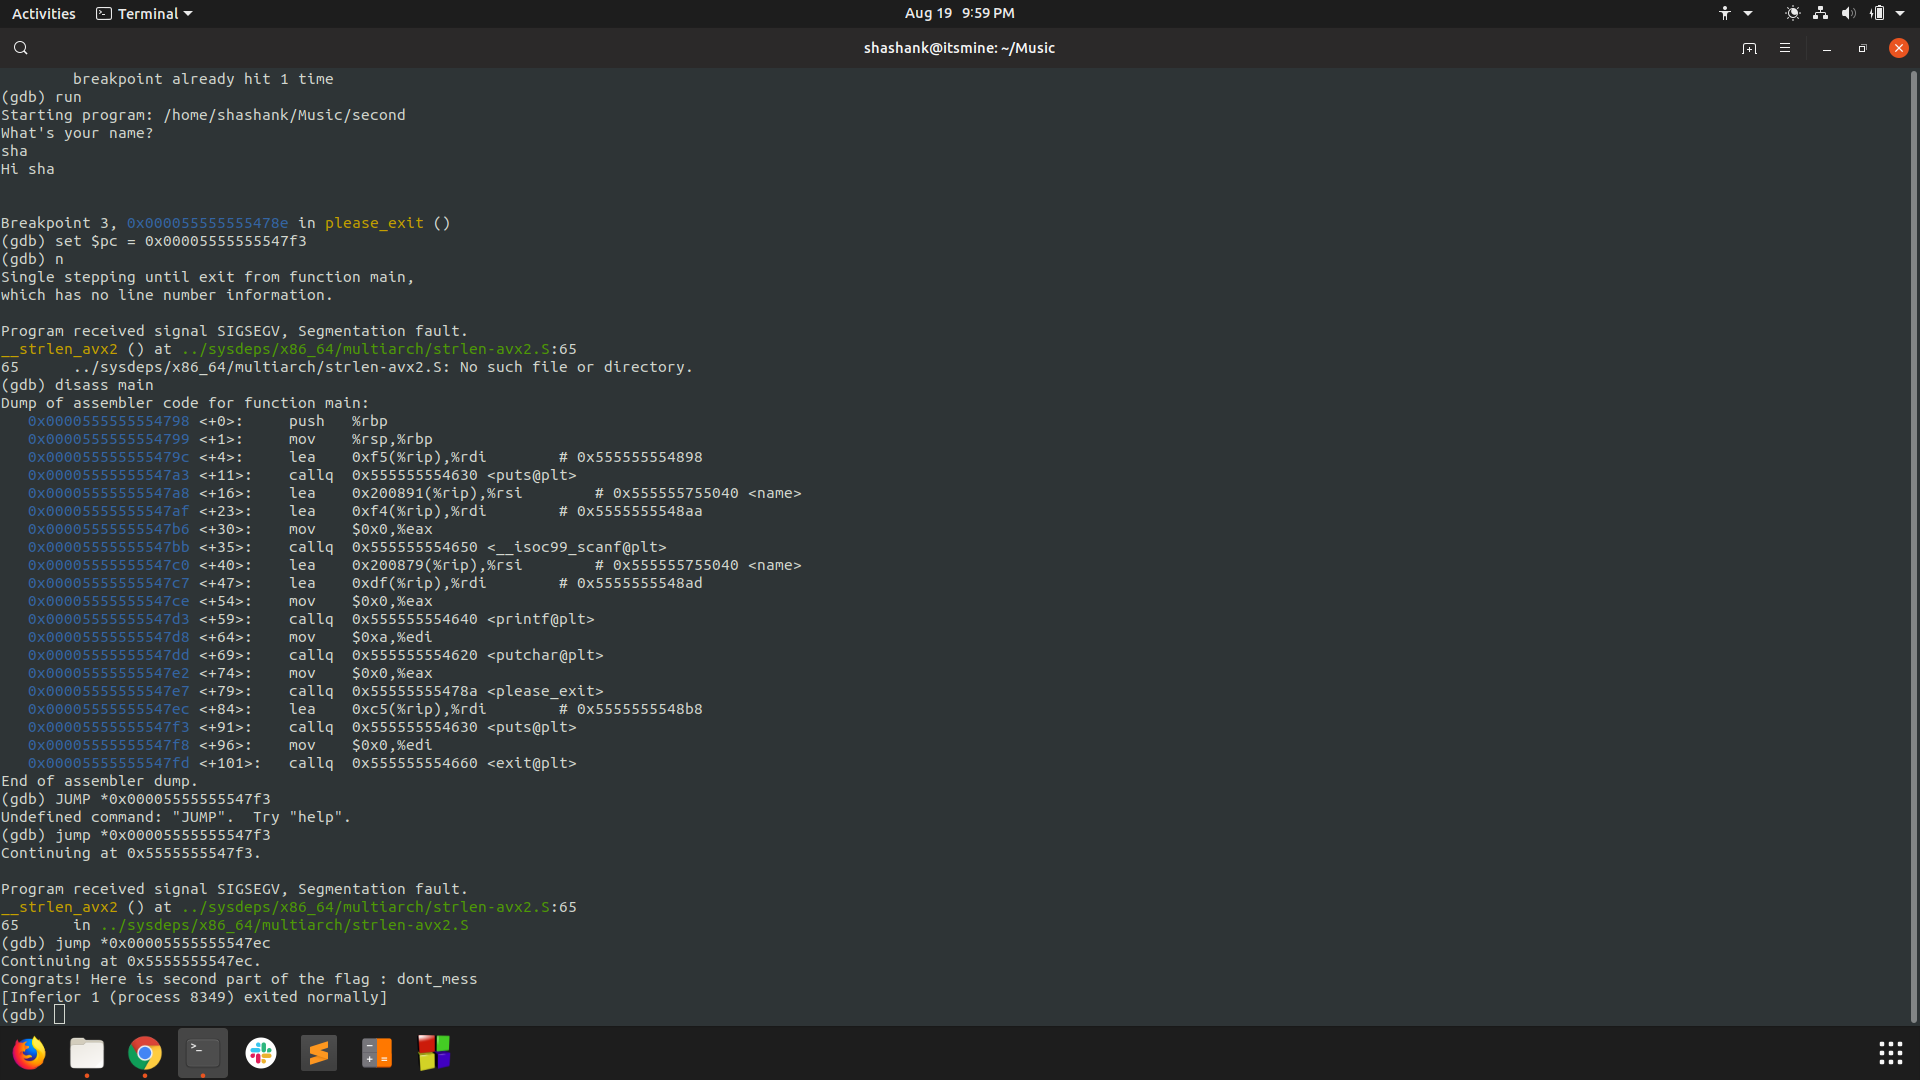 Activities Terminal Aug 19 9:59 PM
shashank@itsmine: ~/Music
breakpoint already hit 1 time
(gdb) run
Starting program: /home/shashank/Music/second
What's your name?
sha
Hi sha
Breakpoint 3, 0x000055555555478e in please_exit ()
(gdb) set $pc = 0x00005555555547f3
(gdb) n
Single stepping until exit from function main,
which has no line number information.
Program received signal SIGSEGV, Segmentation fault.
__strlen_avx2 () at ../sysdeps/x86_64/multiarch/strlen-avx2.S:65
65      ../sysdeps/x86_64/multiarch/strlen-avx2.S: No such file or directory.
(gdb) disass main
Dump of assembler code for function main:
0x0000555555554798 <+0>:     push   %rbp
0x0000555555554799 <+1>:     mov    %rsp,%rbp
0x000055555555479c <+4>:     lea    0xf5(%rip),%rdi        # 0x555555554898
0x00005555555547a3 <+11>:    callq  0x555555554630 <puts@plt>
0x00005555555547a8 <+16>:    lea    0x200891(%rip),%rsi        # 0x555555755040 <name>
0x00005555555547af <+23>:    lea    0xf4(%rip),%rdi        # 0x5555555548aa
0x00005555555547b6 <+30>:    mov    $0x0,%eax
0x00005555555547bb <+35>:    callq  0x555555554650 <__isoc99_scanf@plt>
0x00005555555547c0 <+40>:    lea    0x200879(%rip),%rsi        # 0x555555755040 <name>
0x00005555555547c7 <+47>:    lea    0xdf(%rip),%rdi        # 0x5555555548ad
0x00005555555547ce <+54>:    mov    $0x0,%eax
0x00005555555547d3 <+59>:    callq  0x555555554640 <printf@plt>
0x00005555555547d8 <+64>:    mov    $0xa,%edi
0x00005555555547dd <+69>:    callq  0x555555554620 <putchar@plt>
0x00005555555547e2 <+74>:    mov    $0x0,%eax
0x00005555555547e7 <+79>:    callq  0x55555555478a <please_exit>
0x00005555555547ec <+84>:    lea    0xc5(%rip),%rdi        # 0x5555555548b8
0x00005555555547f3 <+91>:    callq  0x555555554630 <puts@plt>
0x00005555555547f8 <+96>:    mov    $0x0,%edi
0x00005555555547fd <+101>:   callq  0x555555554660 <exit@plt>
End of assembler dump.
(gdb) JUMP *0x00005555555547f3
Undefined command: "JUMP".  Try "help".
(gdb) jump *0x00005555555547f3
Continuing at 0x5555555547f3.
Program received signal SIGSEGV, Segmentation fault.
__strlen_avx2 () at ../sysdeps/x86_64/multiarch/strlen-avx2.S:65
65      in ../sysdeps/x86_64/multiarch/strlen-avx2.S
(gdb) jump *0x00005555555547ec
Continuing at 0x5555555547ec.
Congrats! Here is second part of the flag : dont_mess
[Inferior 1 (process 8349) exited normally]
(gdb)